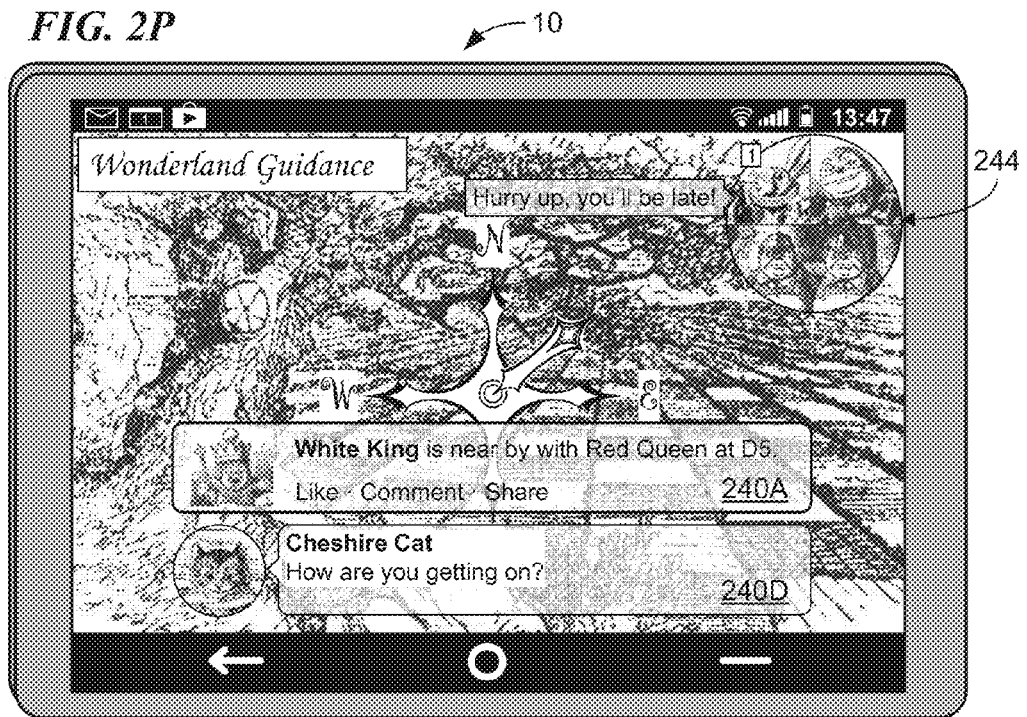 FIG. 2P
10
13:47
Wonderland Guidance
1
244
Hurry up, you'll be late!
N
W
E
White King is near by with Red Queen at D5.
Like · Comment · Share
240A
Cheshire Cat
How are you getting on?
240D